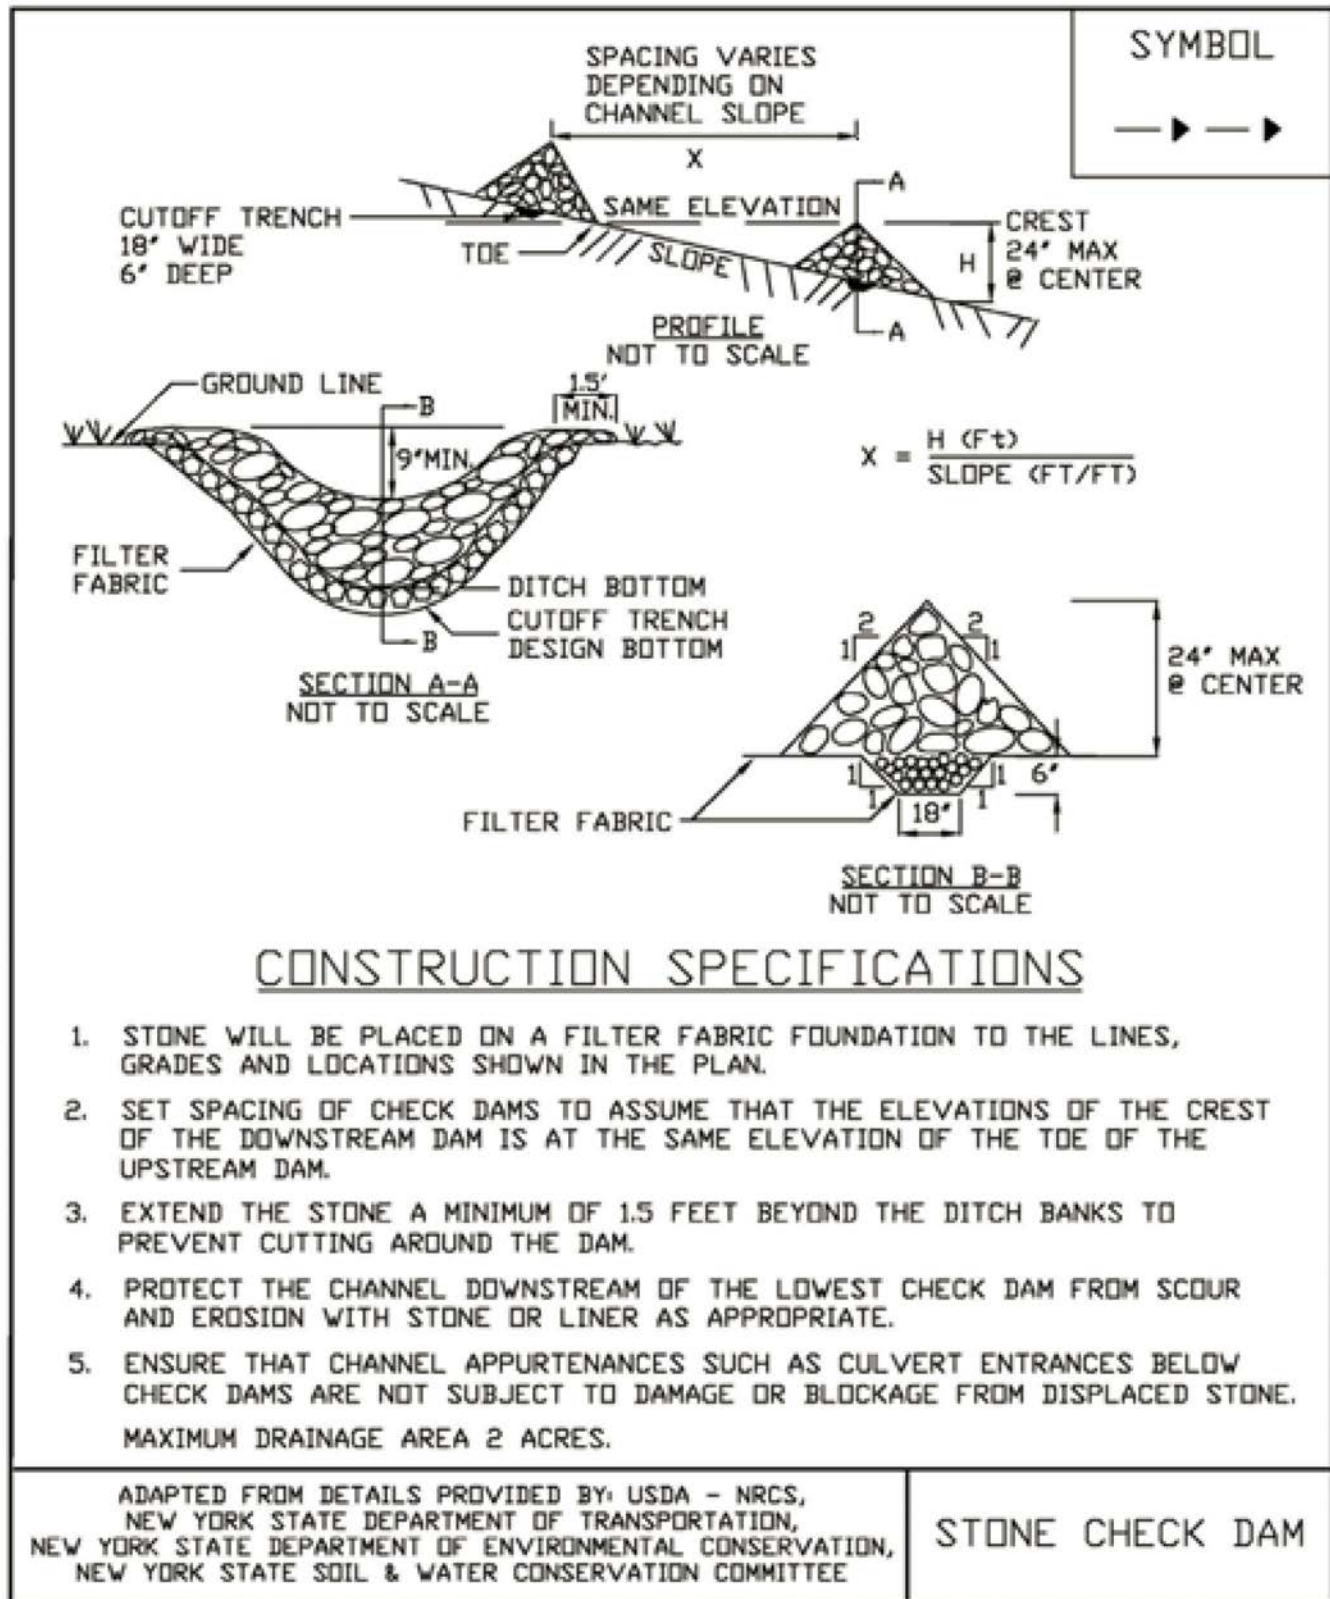 SPACING VARIES
DEPENDING ON
CHANNEL SLOPE
X
SYMBOL
A
CUTOFF TRENCH
18" WIDE
6" DEEP
SAME ELEVATION
TOE
SLOPE
H
CREST
24" MAX
@ CENTER
A
PROFILE
NOT TO SCALE
GROUND LINE
B
1.5'
MIN.
9"MIN.
X = H (Ft)
SLOPE (FT/FT)
FILTER
FABRIC
DITCH BOTTOM
CUTOFF TRENCH
DESIGN BOTTOM
B
SECTION A-A
NOT TO SCALE
2
1
2
1
24" MAX
@ CENTER
1
1
1
1
6"
18"
FILTER FABRIC
SECTION B-B
NOT TO SCALE
CONSTRUCTION SPECIFICATIONS
1. STONE WILL BE PLACED ON A FILTER FABRIC FOUNDATION TO THE LINES,
GRADES AND LOCATIONS SHOWN IN THE PLAN.
2. SET SPACING OF CHECK DAMS TO ASSUME THAT THE ELEVATIONS OF THE CREST
OF THE DOWNSTREAM DAM IS AT THE SAME ELEVATION OF THE TOE OF THE
UPSTREAM DAM.
3. EXTEND THE STONE A MINIMUM OF 1.5 FEET BEYOND THE DITCH BANKS TO
PREVENT CUTTING AROUND THE DAM.
4. PROTECT THE CHANNEL DOWNSTREAM OF THE LOWEST CHECK DAM FROM SCOUR
AND EROSION WITH STONE OR LINER AS APPROPRIATE.
5. ENSURE THAT CHANNEL APPURTENANCES SUCH AS CULVERT ENTRANCES BELOW
CHECK DAMS ARE NOT SUBJECT TO DAMAGE OR BLOCKAGE FROM DISPLACED STONE.
MAXIMUM DRAINAGE AREA 2 ACRES.
ADAPTED FROM DETAILS PROVIDED BY: USDA - NRCS,
NEW YORK STATE DEPARTMENT OF TRANSPORTATION,
NEW YORK STATE DEPARTMENT OF ENVIRONMENTAL CONSERVATION,
NEW YORK STATE SOIL & WATER CONSERVATION COMMITTEE
STONE CHECK DAM